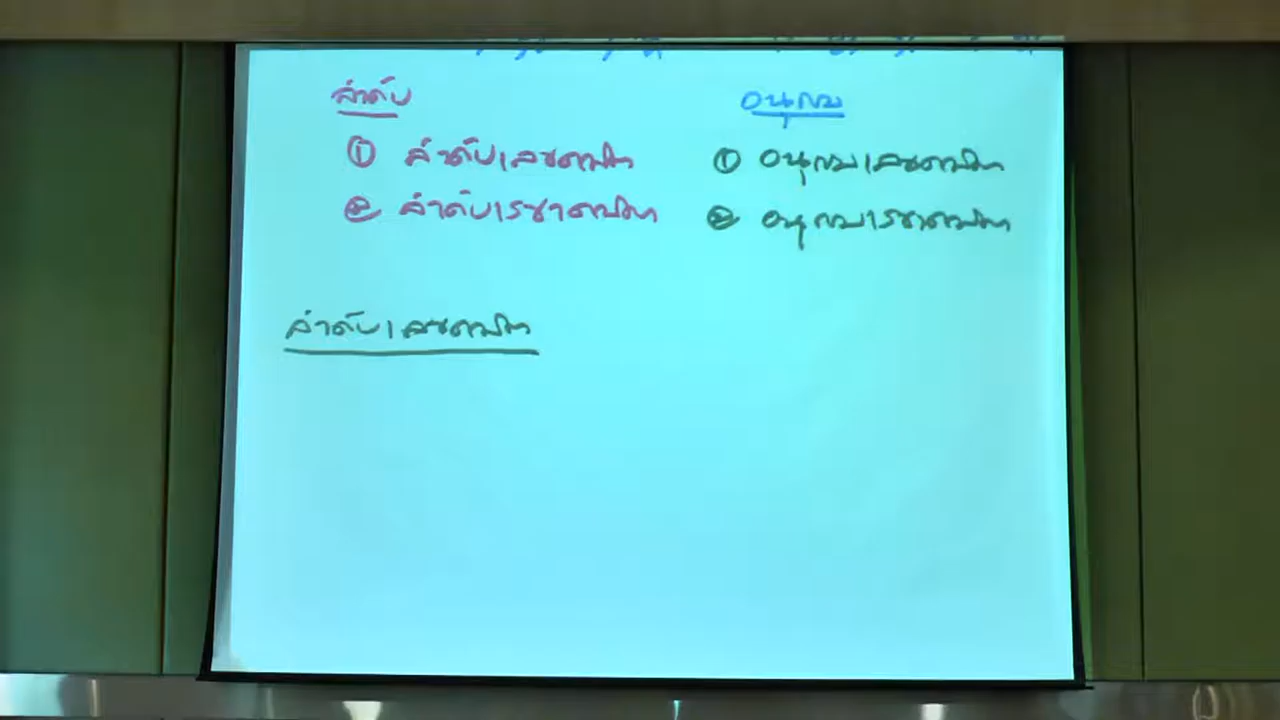 ลำดับ
① ลำดับเลขคณิต
② ลำดับเรขาคณิต
อนุกรม
① อนุกรมเลขคณิต
② อนุกรมเรขาคณิต
ลำดับเลขคณิต